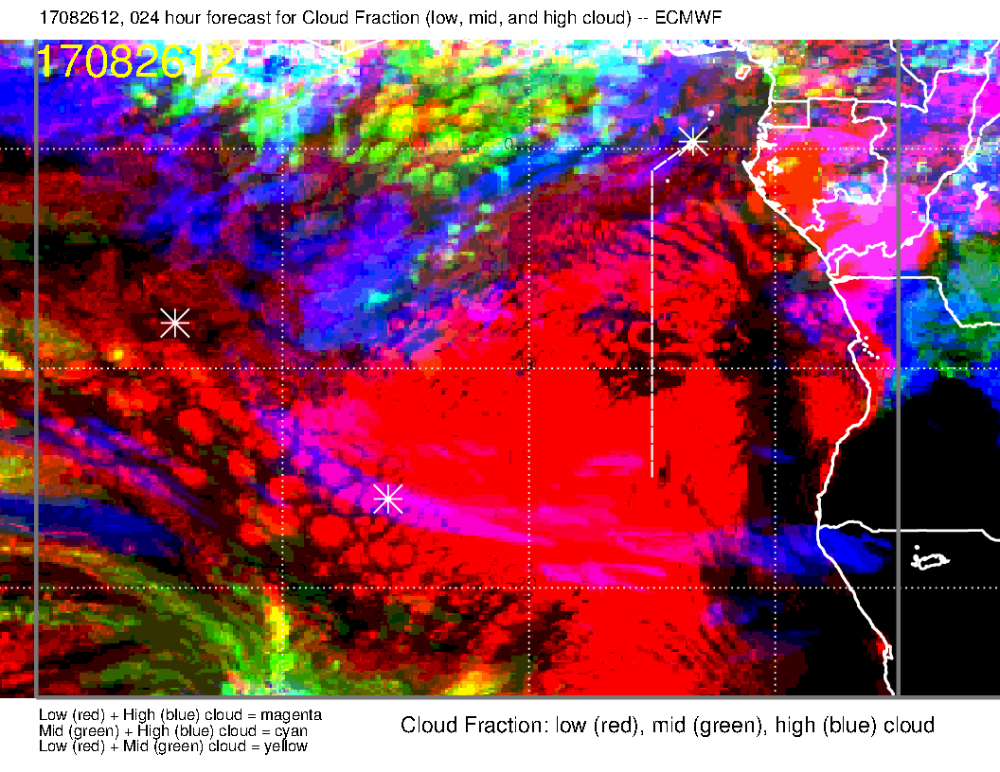 17082612, 024 hour forecast for Cloud Fraction (low, mid, and high cloud) -- ECMWF
17082612
0
F
Low (red) + High (blue) cloud = magenta
Mid (green) + High (blue) cloud = cyan
Low (red) + Mid (green) cloud = yellow
Cloud Fraction: low (red), mid (green), high (blue) cloud